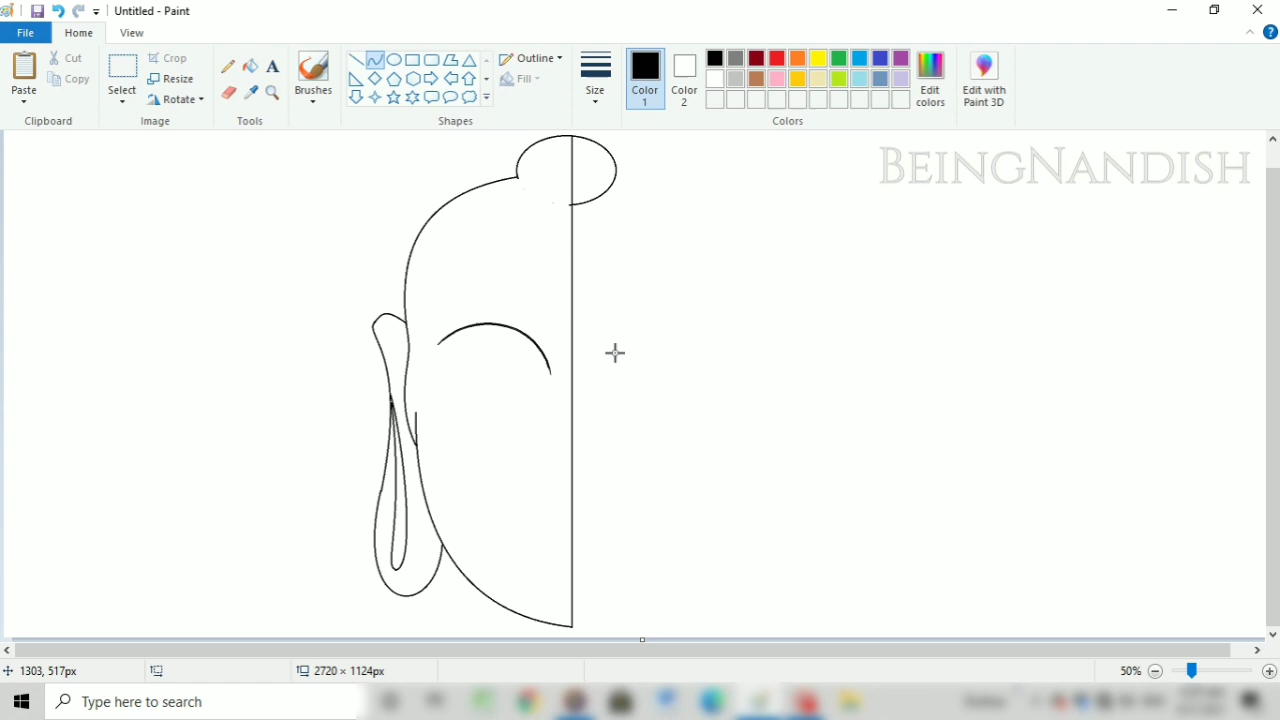 Untitled - Paint
File
Home
View
Paste
Cut
Copy
Clipboard
Select
Crop
Resize
Rotate
Image
Tools
Brushes
Outline
Fill
Shapes
Size
Color 1
Color 2
Edit colors
Colors
Edit with Paint 3D
BeingNandish
1303, 517px
2720 × 1124px
50%
Type here to search